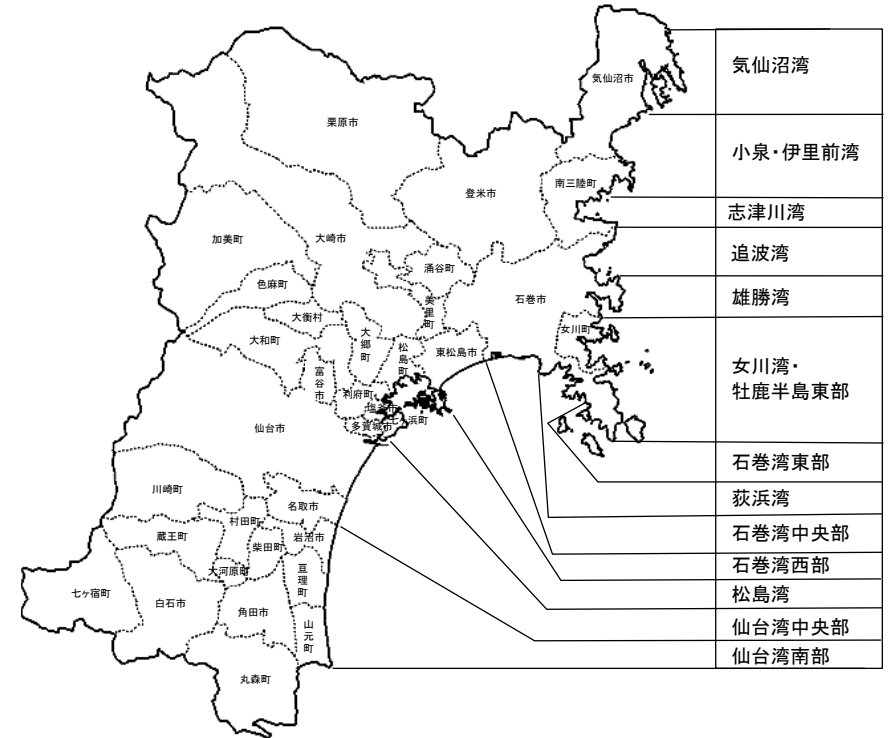 気仙沼市
栗原市
南三陸町
登米市
加美町
大崎市
涌谷町
色麻町
美里町
石巻市
大衡村
女川町
大郷町
大和町
松島町
東松島市
富谷市
利府町
塩釜市
七ヶ浜町
多賀城市
仙台市
川崎町
名取市
村田町
蔵王町
柴田町
岩沼市
大河原町
亘理町
七ヶ宿町
白石市
角田市
山元町
丸森町
気仙沼湾
小泉・伊里前湾
志津川湾
追波湾
雄勝湾
女川湾・
牡鹿半島東部
石巻湾東部
荻浜湾
石巻湾中央部
石巻湾西部
松島湾
仙台湾中央部
仙台湾南部